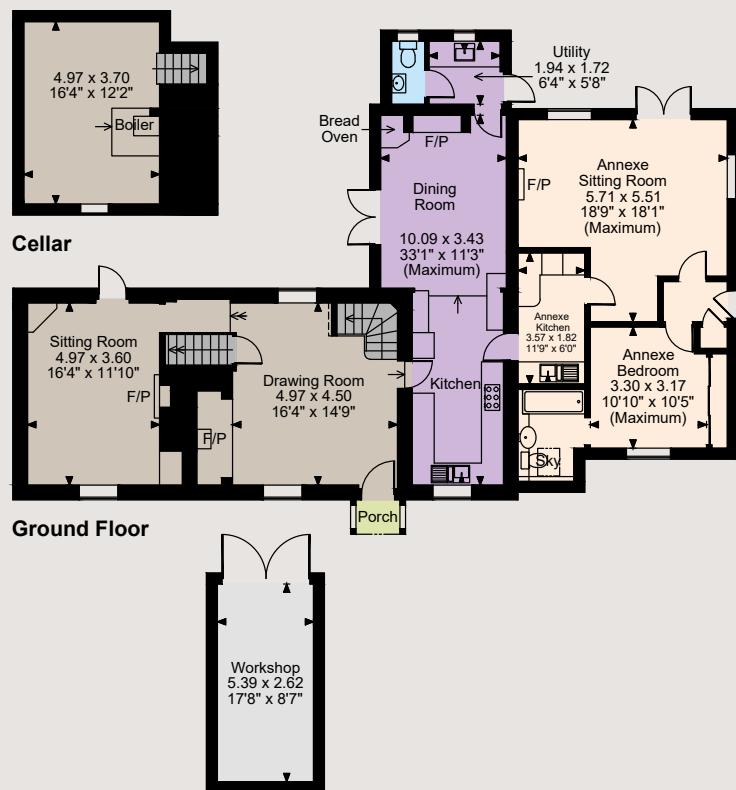 4.97 x 3.70
16'4" x 12'2"
Boiler
Cellar
Utility
1.94 x 1.72
6'4" x 5'8"
Bread
Oven
F/P
Dining
Room
10.09 x 3.43
33'1" x 11'3"
(Maximum)
Annexe
Sitting Room
5.71 x 5.51
18'9" x 18'1"
(Maximum)
F/P
Annexe
Kitchen
3.57 x 1.82
11'9" x 6'0"
Annexe
Bedroom
3.30 x 3.17
10'10" x 10'5"
(Maximum)
Sky
Sitting Room
4.97 x 3.60
16'4" x 11'10"
F/P
F/P
Drawing Room
4.97 x 4.50
16'4" x 14'9"
Kitchen
Porch
Ground Floor
Workshop
5.39 x 2.62
17'8" x 8'7"